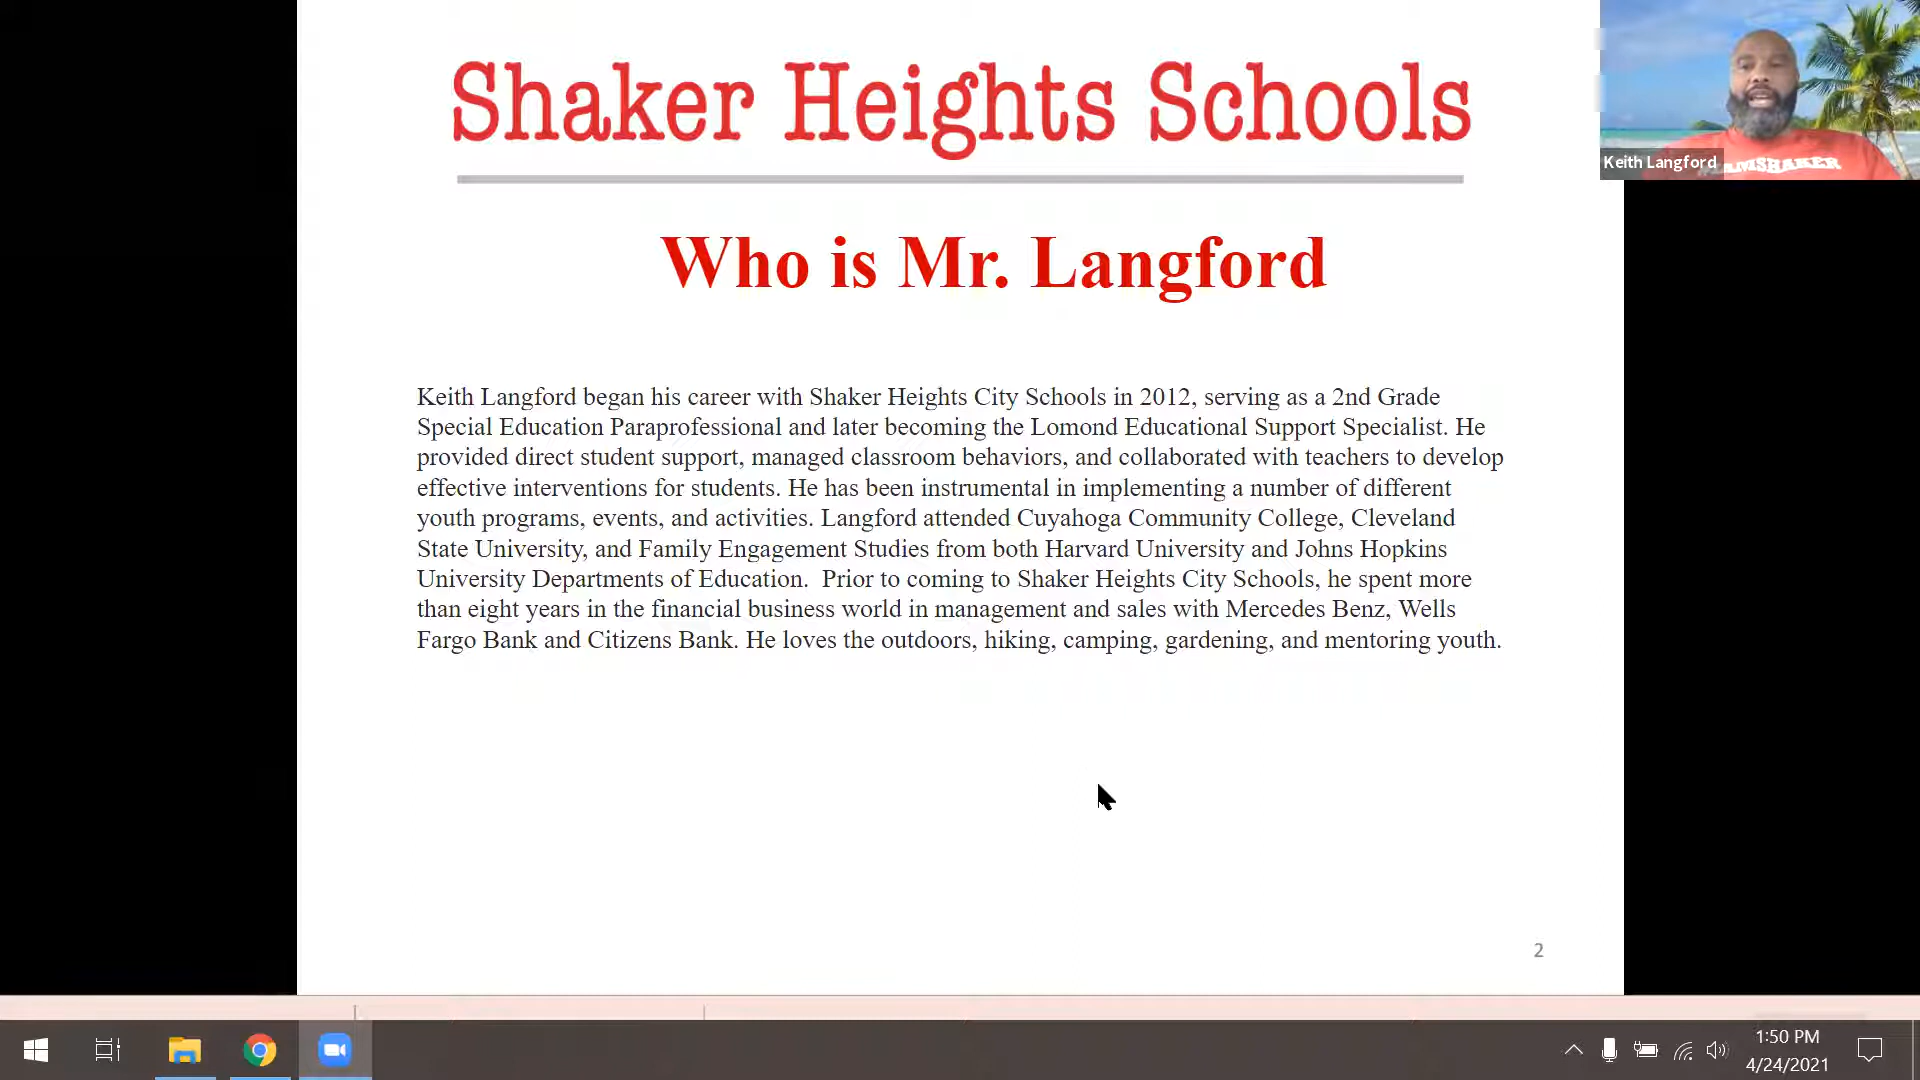 Shaker Heights Schools
Who is Mr. Langford
Keith Langford began his career with Shaker Heights City Schools in 2012, serving as a 2nd Grade
Special Education Paraprofessional and later becoming the Lomond Educational Support Specialist. He
provided direct student support, managed classroom behaviors, and collaborated with teachers to develop
effective interventions for students. He has been instrumental in implementing a number of different
youth programs, events, and activities. Langford attended Cuyahoga Community College, Cleveland
State University, and Family Engagement Studies from both Harvard University and Johns Hopkins
University Departments of Education.  Prior to coming to Shaker Heights City Schools, he spent more
than eight years in the financial business world in management and sales with Mercedes Benz, Wells
Fargo Bank and Citizens Bank. He loves the outdoors, hiking, camping, gardening, and mentoring youth.
2
Keith Langford
1:50 PM
4/24/2021